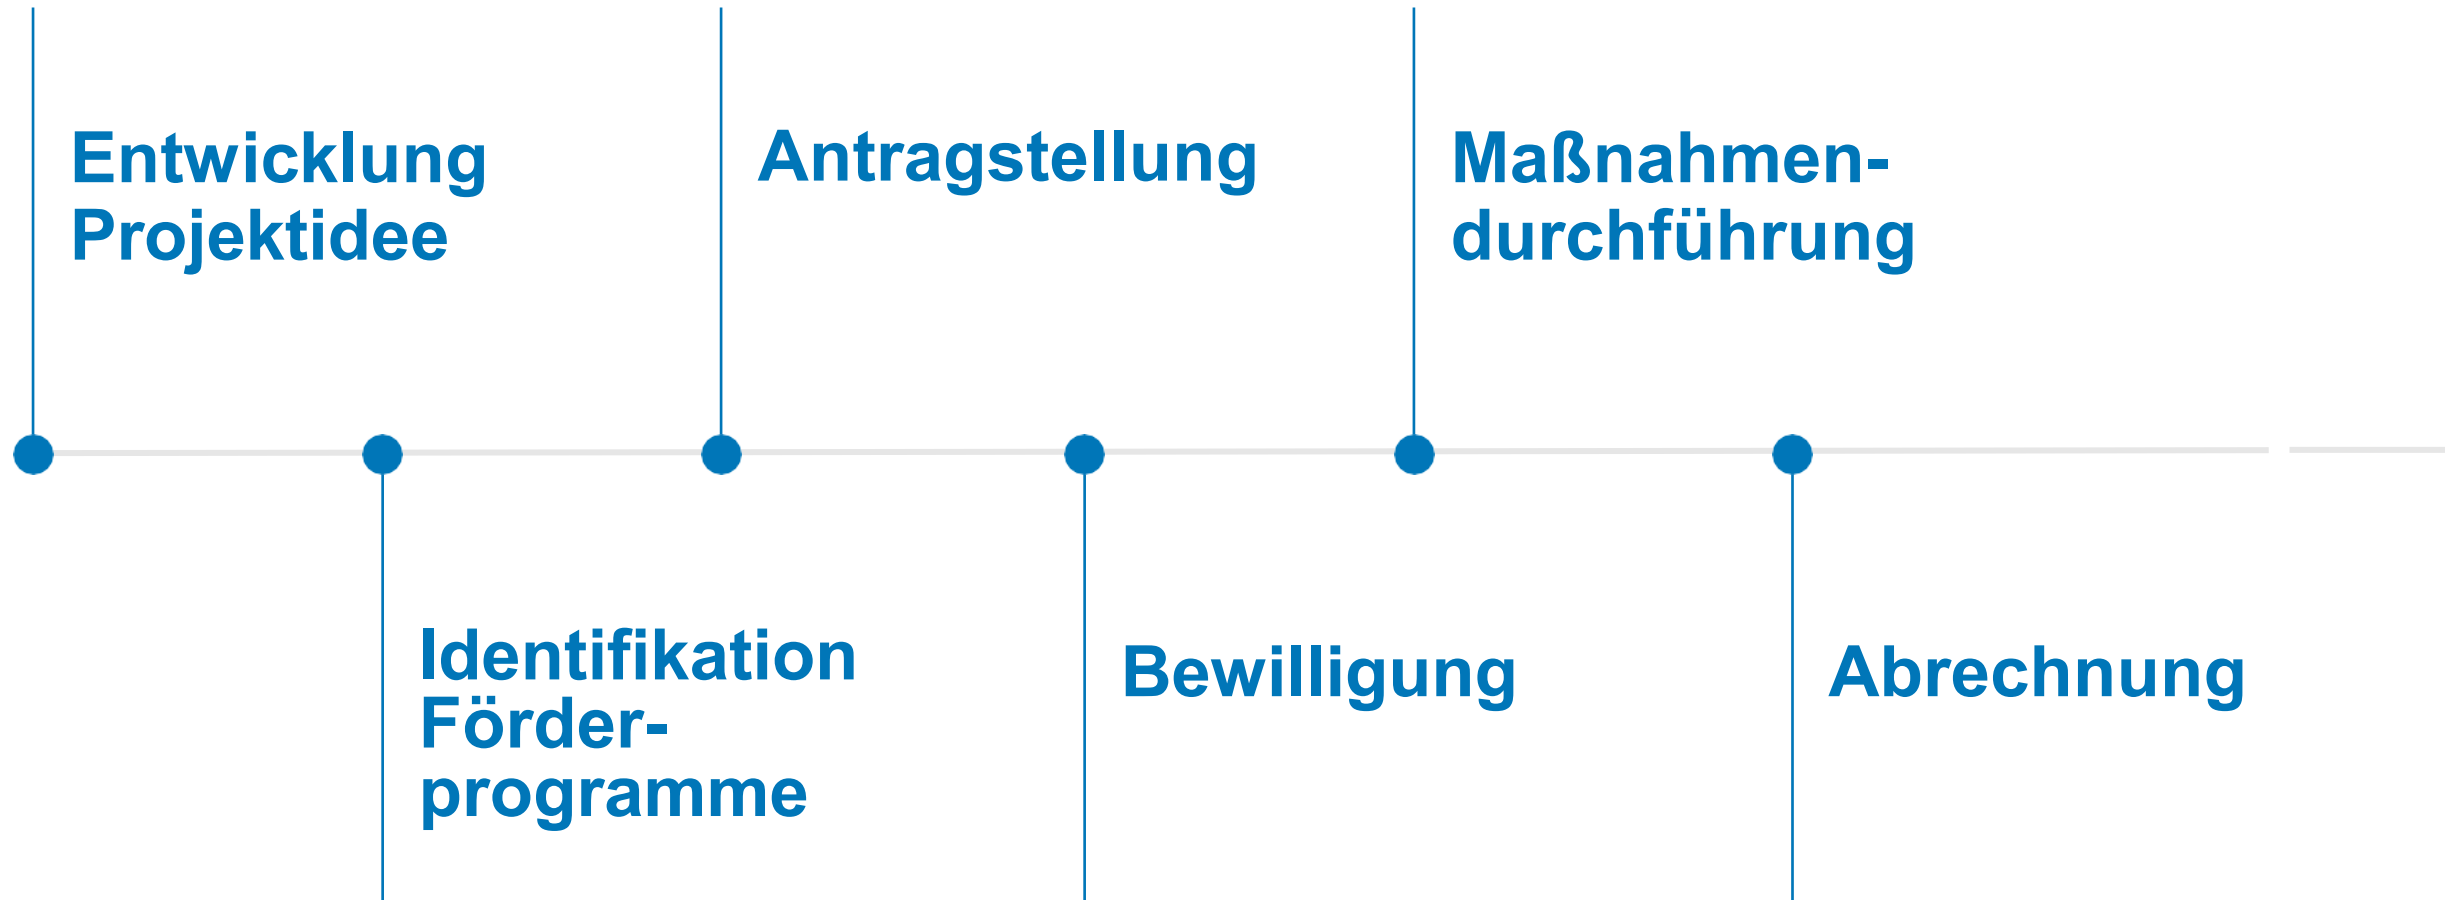 Entwicklung
Projektidee
Identifikation
Förder-
programme
Antragstellung
Bewilligung
Maßnahmen-
durchführung
Abrechnung